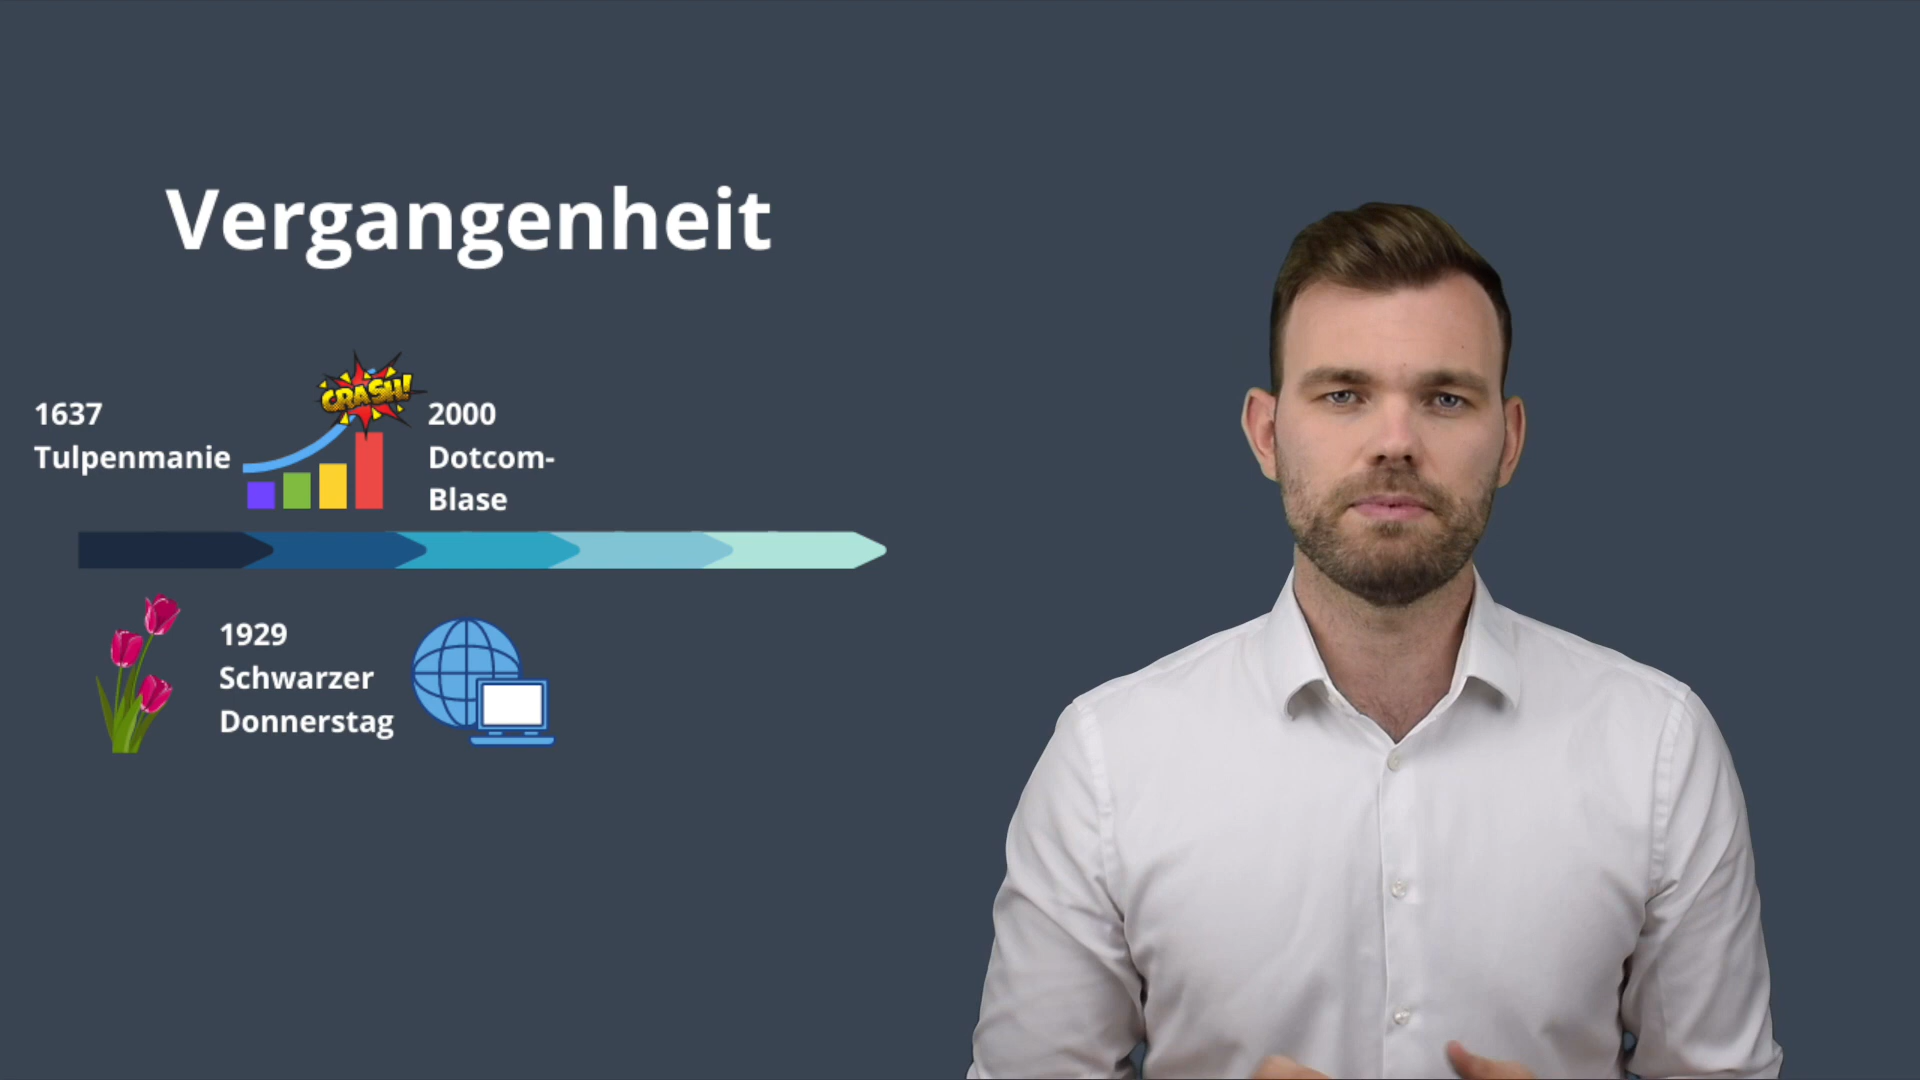 Vergangenheit
1637
Tulpenmanie
CRASH!
2000
Dotcom-
Blase
1929
Schwarzer
Donnerstag